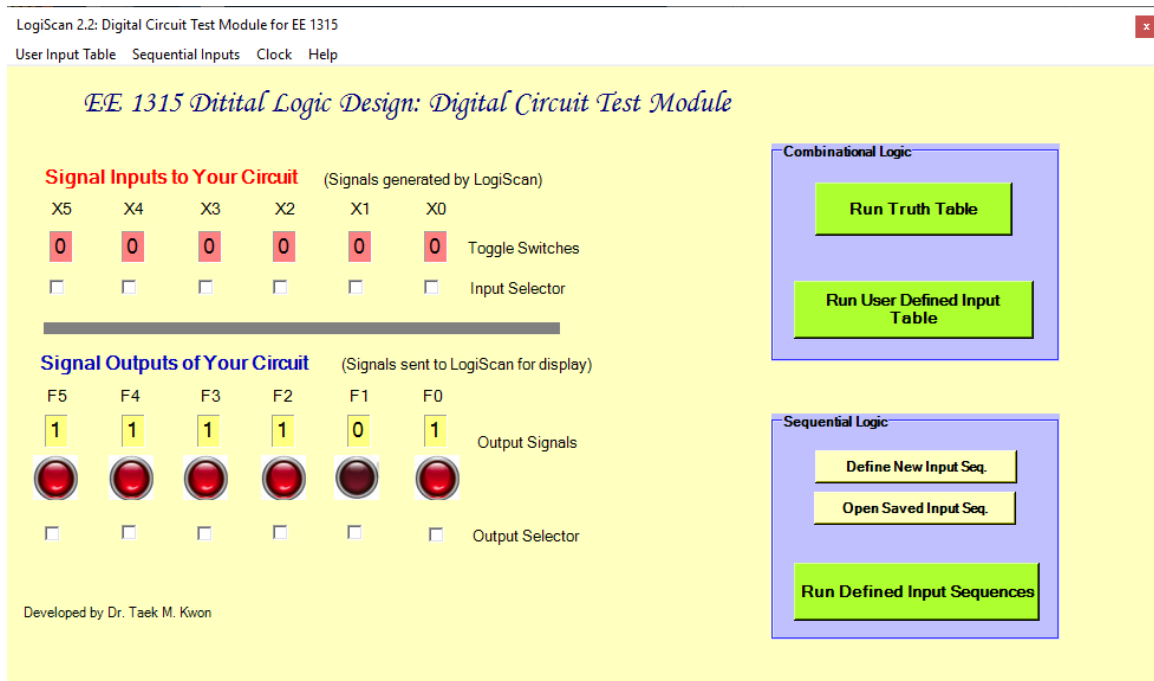 LogiScan 2.2: Digital Circuit Test Module for EE 1315
x
User Input Table Sequential Inputs Clock Help
EE 1315 Ditital Logic Design: Digital Circuit Test Module
Signal Inputs to Your Circuit (Signals generated by LogiScan)
X5 X4 X3 X2 X1 X0
0 0 0 0 0 0 Toggle Switches
Input Selector
Signal Outputs of Your Circuit (Signals sent to LogiScan for display)
F5 F4 F3 F2 F1 F0
1 1 1 1 0 1 Output Signals
Output Selector
Developed by Dr. Taek M. Kwon
Combinational Logic
Run Truth Table
Run User Defined Input
Table
Sequential Logic
Define New Input Seq.
Open Saved Input Seq.
Run Defined Input Sequences